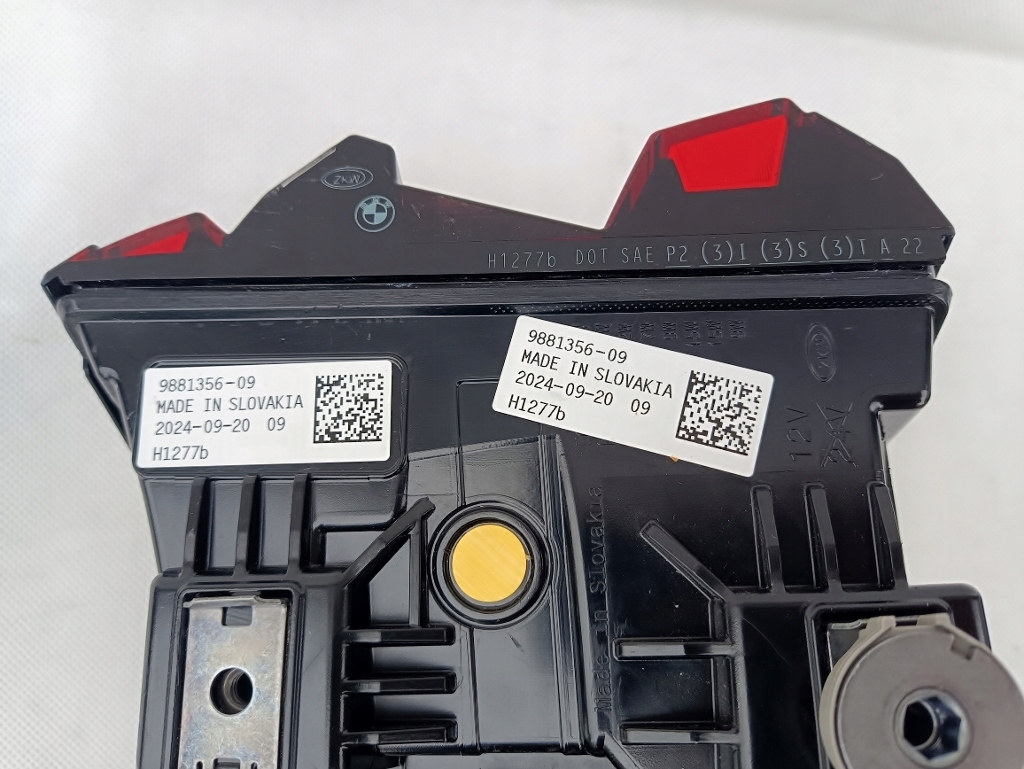 ZKW
H1277b DOT SAE P2 (3)I (3)S (3)T A 22
9881356-09
MADE IN SLOVAKIA
2024-09-20 09
H1277b
9881356-09
MADE IN SLOVAKIA
2024-09-20 09
H1277b
12V
Made in Slovakia